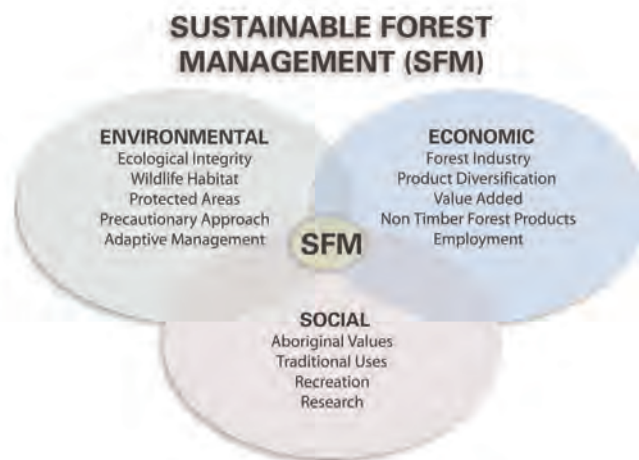 SUSTAINABLE FOREST
MANAGEMENT (SFM)
ENVIRONMENTAL
Ecological Integrity
Wildlife Habitat
Protected Areas
Precautionary Approach
Adaptive Management
ECONOMIC
Forest Industry
Product Diversification
Value Added
Non Timber Forest Products
Employment
SFM
SOCIAL
Aboriginal Values
Traditional Uses
Recreation
Research